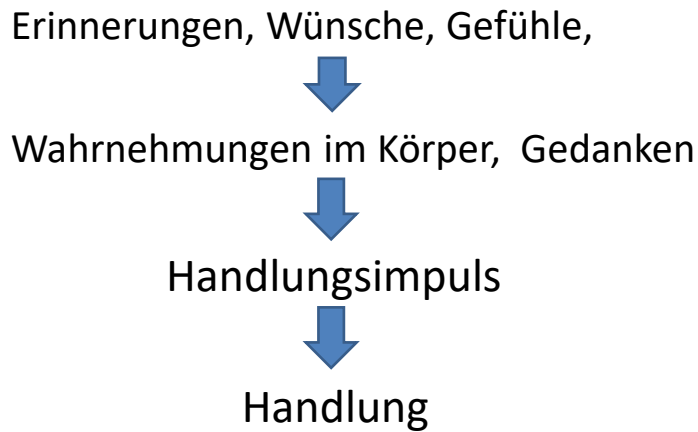 Erinnerungen, Wünsche, Gefühle,
Wahrnehmungen im Körper, Gedanken
Handlungsimpuls
Handlung